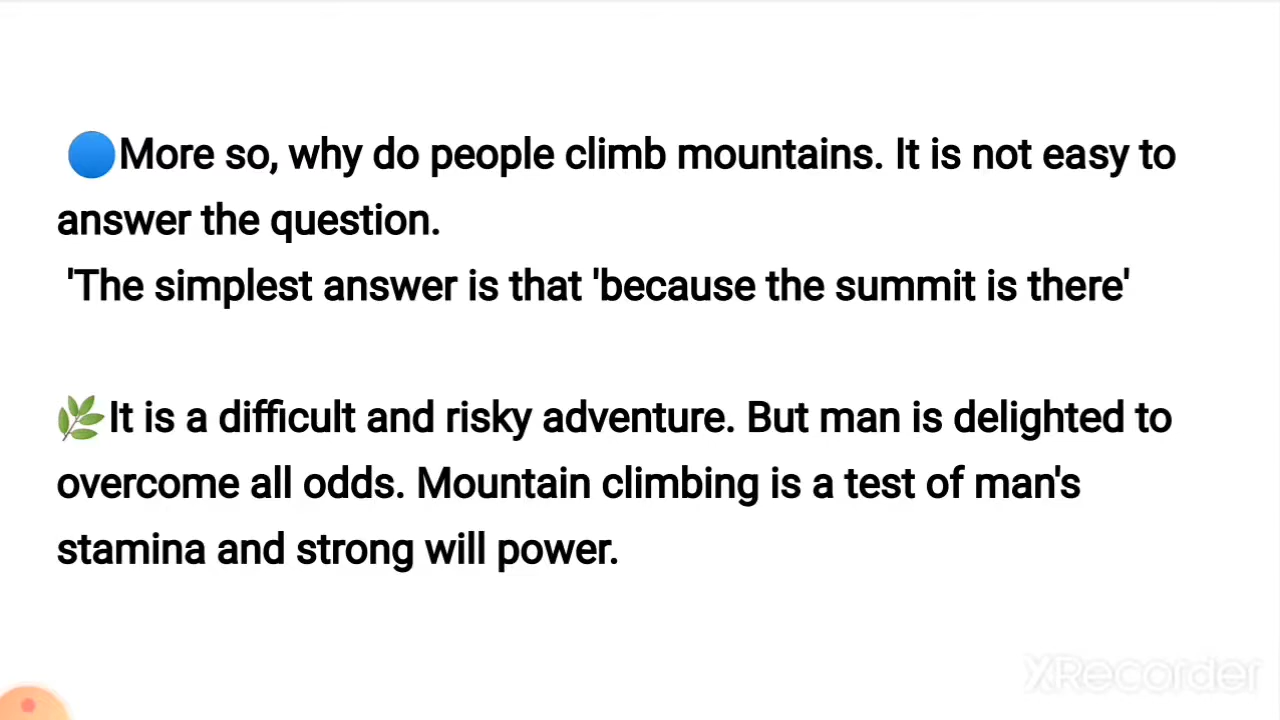 🔵More so, why do people climb mountains. It is not easy to
answer the question.
'The simplest answer is that 'because the summit is there'
🌿It is a difficult and risky adventure. But man is delighted to
overcome all odds. Mountain climbing is a test of man's
stamina and strong will power.
XRecorder